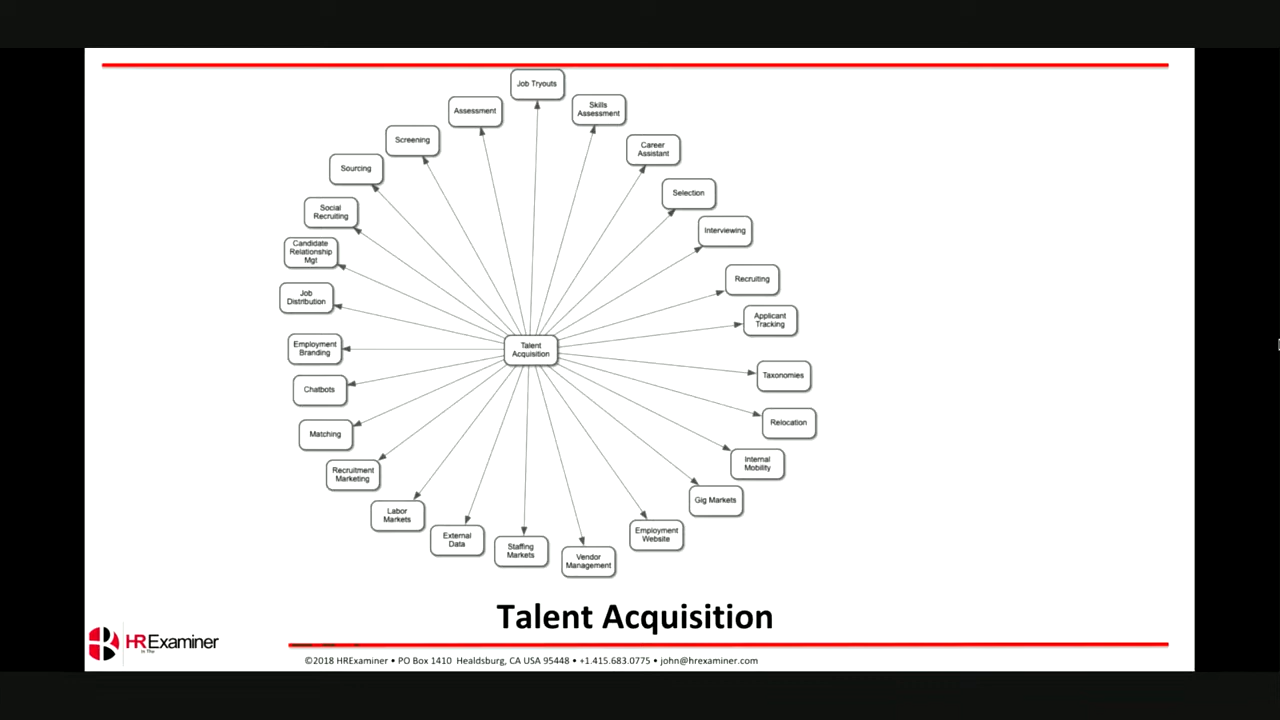 Job Tryouts
Skills
Assessment
Career
Assistant
Selection
Interviewing
Recruiting
Applicant
Tracking
Taxonomies
Relocation
Internal
Mobility
Gig Markets
Employment
Website
Vendor
Management
Staffing
Markets
External
Data
Labor
Markets
Recruitment
Marketing
Matching
Chatbots
Employment
Branding
Job
Distribution
Candidate
Relationship
Mgt
Social
Recruiting
Sourcing
Screening
Assessment
Talent
Acquisition
Talent Acquisition
HRExaminer
©2018 HRExaminer • PO Box 1410 Healdsburg, CA USA 95448 • +1.415.683.0775 • john@hrexaminer.com